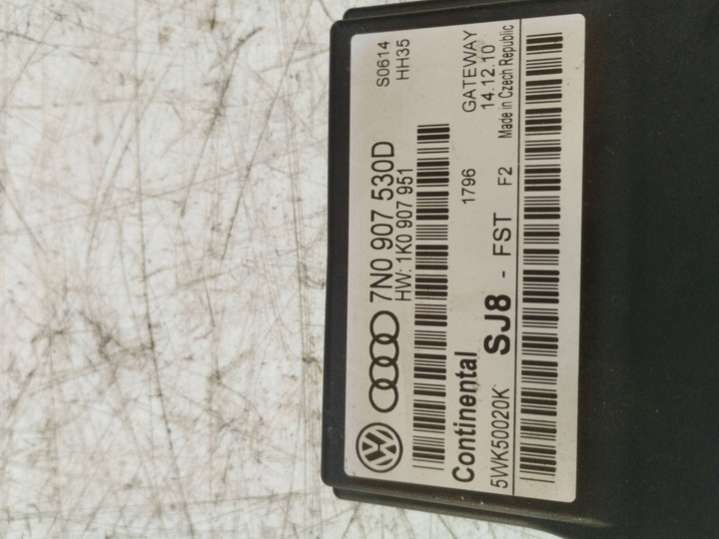 7N0 907 530D S0614
HW: 1K0 907 951 HH35
Continental 1796 GATEWAY
5WK50020K SJ8 - FST F2 14.12.10
Made in Czech Republic